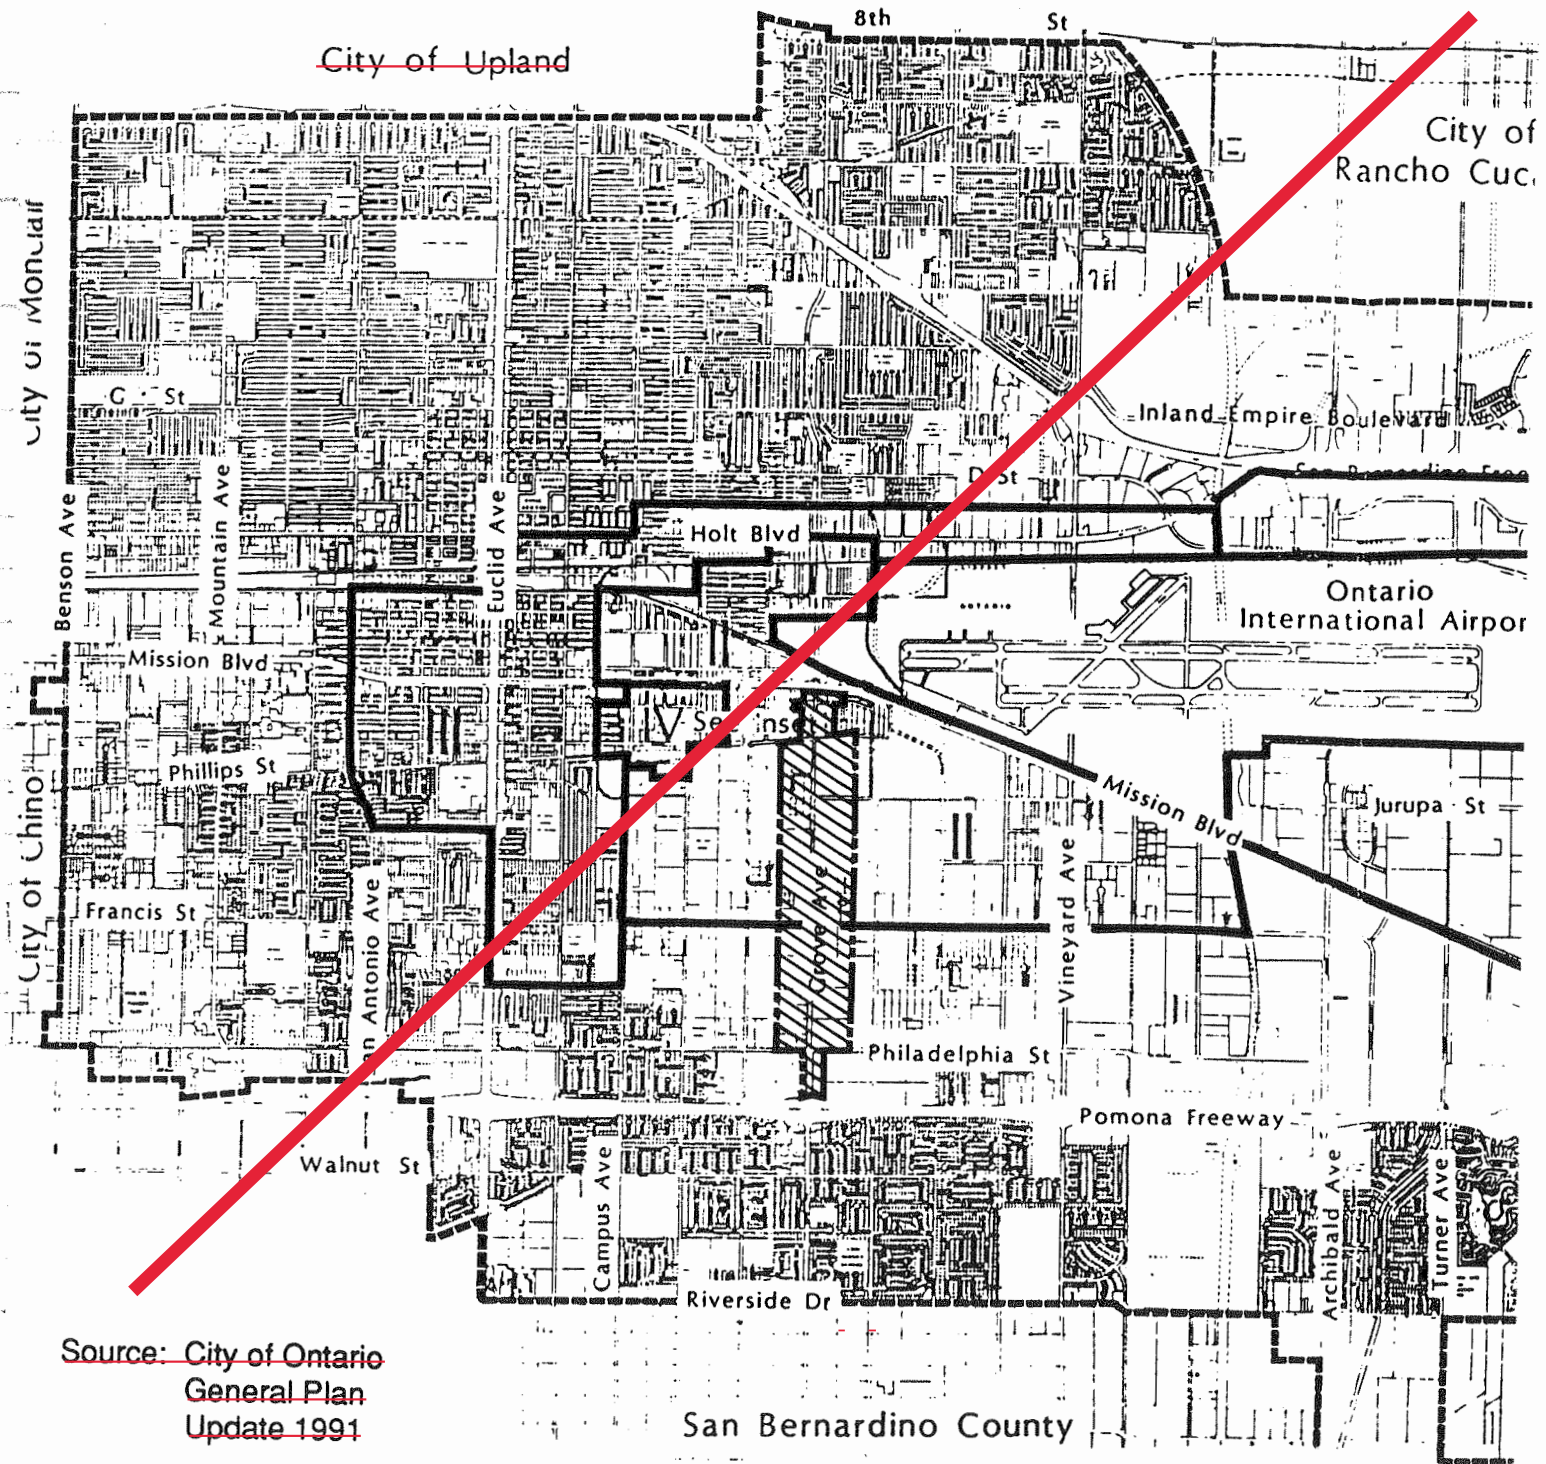 8th St
City of Upland
City of
Rancho Cuc
City of Montclair
G St
Inland Empire Boulevard
D St
Benson Ave
Mountain Ave
Euclid Ave
Holt Blvd
ONTARIO
Ontario
International Airpor
Mission Blvd
Phillips St
Mission Blvd
Jurupa St
City of Chino
Francis St
Antonio Ave
Grove Ave
Vineyard Ave
Philadelphia St
Pomona Freeway
Walnut St
Campus Ave
Archibald Ave
Turner Ave
Riverside Dr
Source: City of Ontario
General Plan
Update 1991
San Bernardino County